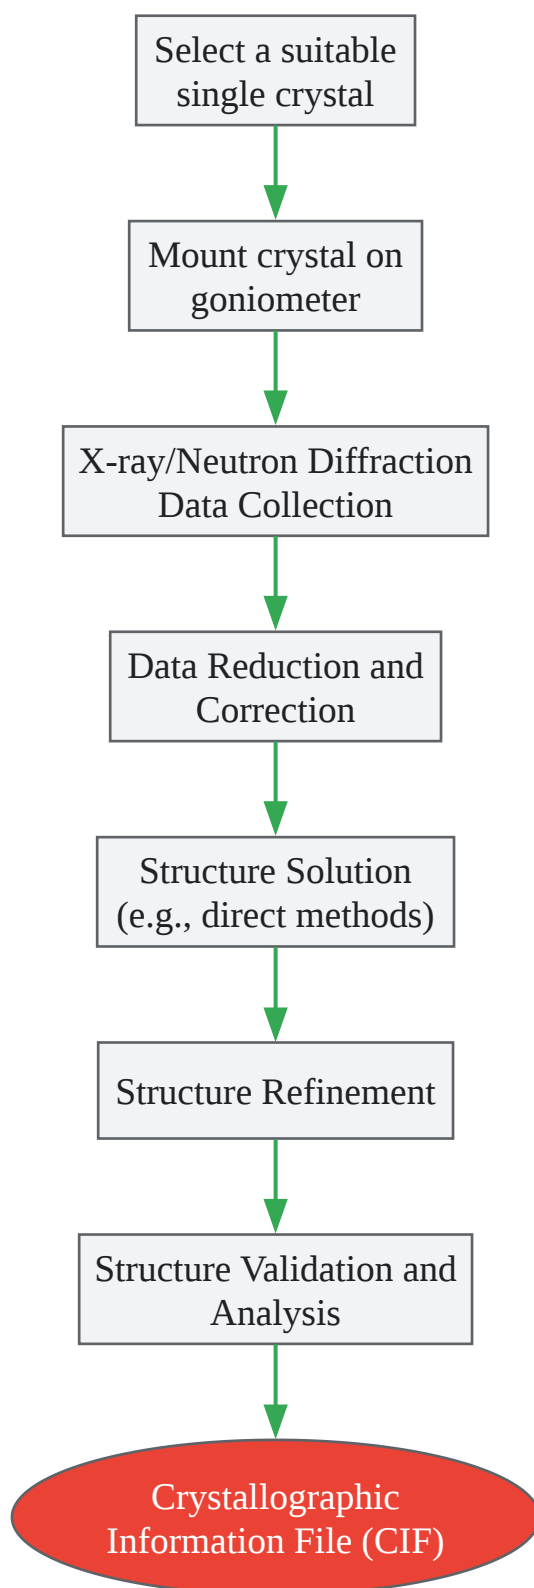 Select a suitable
single crystal
Mount crystal on
goniometer
X-ray/Neutron Diffraction
Data Collection
Data Reduction and
Correction
Structure Solution
(e.g., direct methods)
Structure Refinement
Structure Validation and
Analysis
Crystallographic
Information File (CIF)